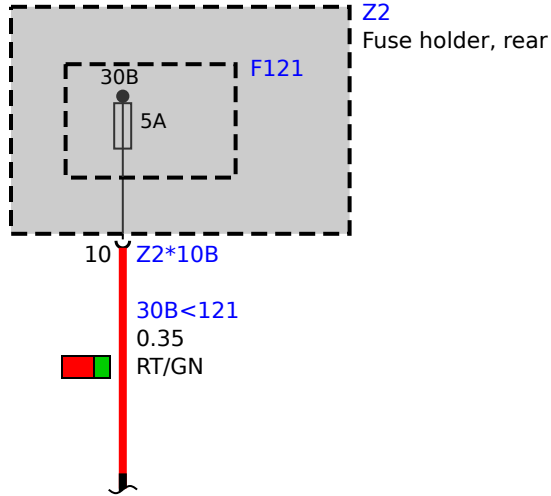 Z2
Fuse holder, rear
F121
30B
5A
10 Z2*10B
30B<121
0.35
RT/GN